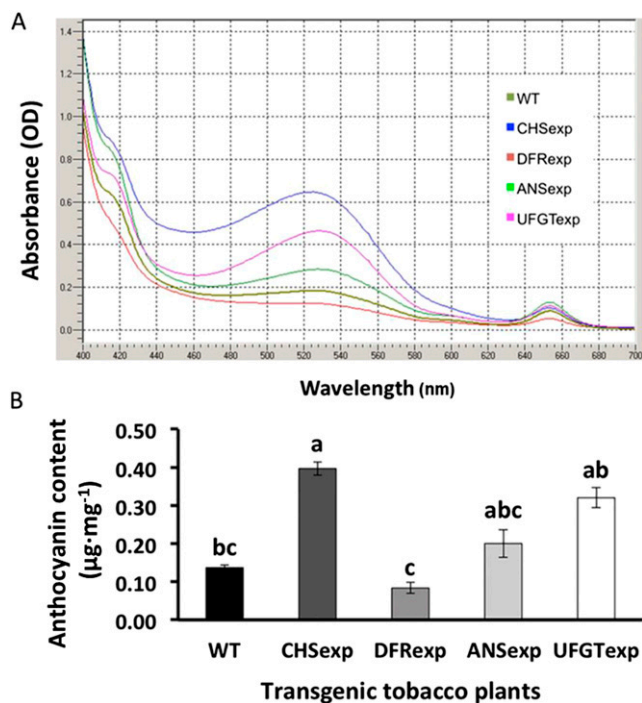 A
Absorbance (OD)
1.4
1.2
1.0
0.8
0.6
0.4
0.2
0.0
WT
CHSexp
DFRexp
ANSexp
UFGTexp
400 420 440 460 480 500 520 540 560 580 600 620 640 660 680 700
Wavelength (nm)
B
Anthocyanin content
(µg·mg⁻¹)
0.50
0.40
0.30
0.20
0.10
0.00
bc
a
c
abc
ab
WT CHSexp DFRexp ANSexp UFGTexp
Transgenic tobacco plants